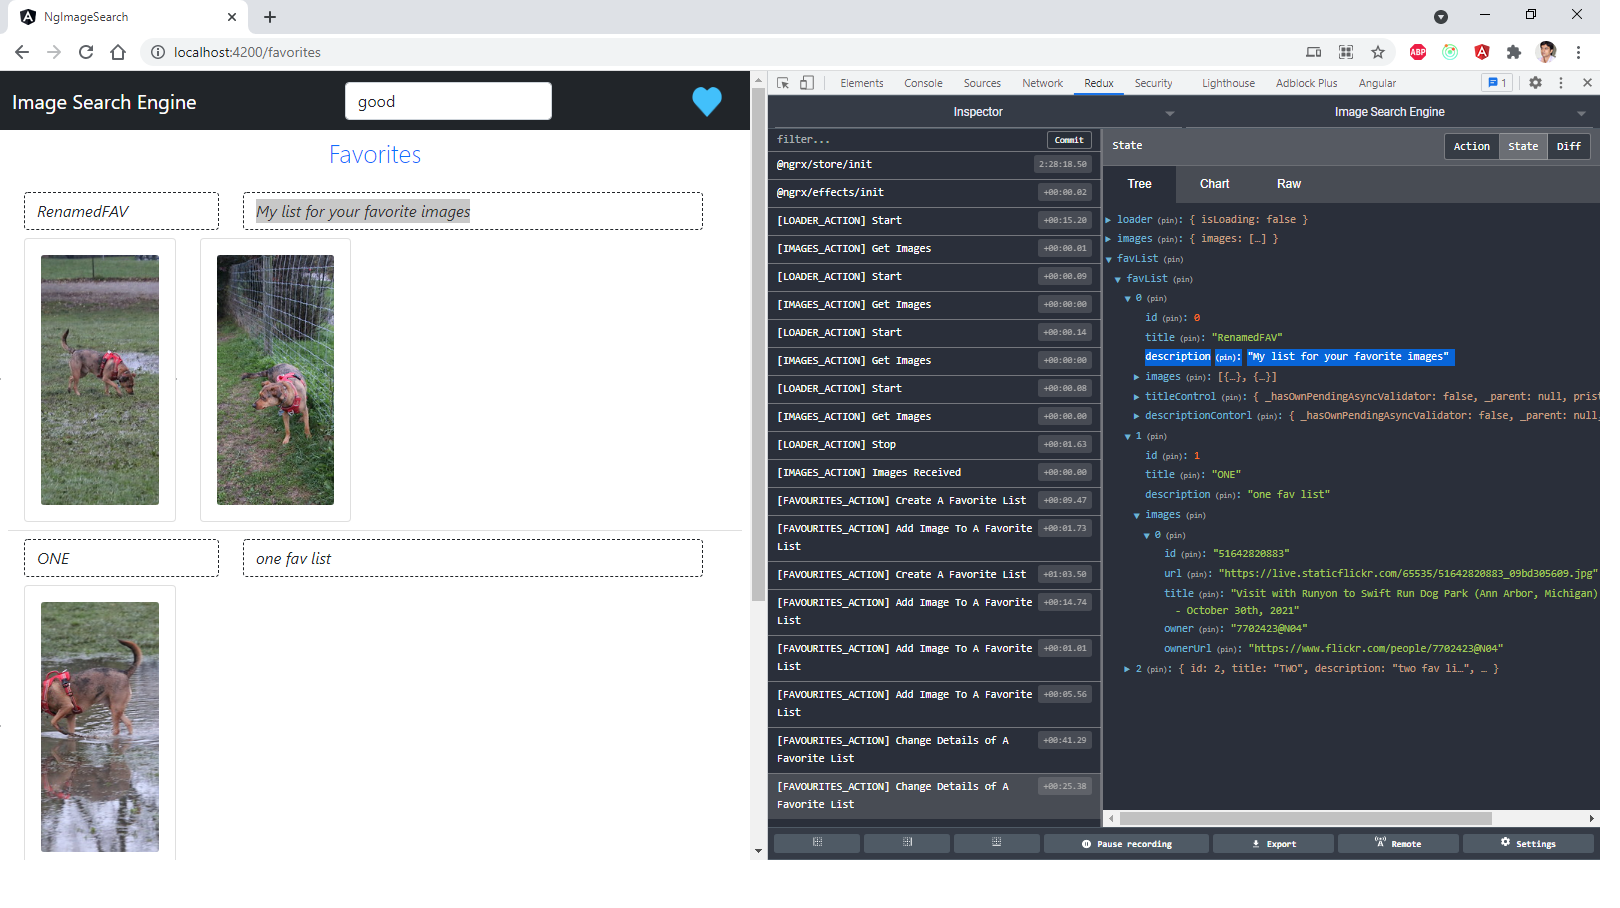 NgImageSearch
localhost:4200/favorites
ABP
Image Search Engine
good
Favorites
RenamedFAV
My list for your favorite images
ONE
one fav list
Elements Console Sources Network Redux Security Lighthouse Adblock Plus Angular 1
Inspector
Image Search Engine
filter...
Commit
@ngrx/store/init 2:28:18.50
@ngrx/effects/init +00:00.02
[LOADER_ACTION] Start +00:15.20
[IMAGES_ACTION] Get Images +00:00.01
[LOADER_ACTION] Start +00:00.09
[IMAGES_ACTION] Get Images +00:00:00
[LOADER_ACTION] Start +00:00.14
[IMAGES_ACTION] Get Images +00:00:00
[LOADER_ACTION] Start +00:00.08
[IMAGES_ACTION] Get Images +00:00.00
[LOADER_ACTION] Stop +00:01.63
[IMAGES_ACTION] Images Received +00:00.00
[FAVOURITES_ACTION] Create A Favorite List +00:09.47
[FAVOURITES_ACTION] Add Image To A Favorite +00:01.73
List
[FAVOURITES_ACTION] Create A Favorite List +01:03.50
[FAVOURITES_ACTION] Add Image To A Favorite +00:14.74
List
[FAVOURITES_ACTION] Add Image To A Favorite +00:01.01
List
[FAVOURITES_ACTION] Add Image To A Favorite +00:05.56
List
[FAVOURITES_ACTION] Change Details of A +00:41.29
Favorite List
[FAVOURITES_ACTION] Change Details of A +00:25.38
Favorite List
State
Action State Diff
Tree Chart Raw
loader (pin): { isLoading: false }
images (pin): { images: […] }
favList (pin)
favList (pin)
0 (pin)
id (pin): 0
title (pin): "RenamedFAV"
description (pin): "My list for your favorite images"
images (pin): [{…}, {…}]
titleControl (pin): { _hasOwnPendingAsyncValidator: false, _parent: null, prist
descriptionContorl (pin): { _hasOwnPendingAsyncValidator: false, _parent: null,
1 (pin)
id (pin): 1
title (pin): "ONE"
description (pin): "one fav list"
images (pin)
0 (pin)
id (pin): "51642820883"
url (pin): "https://live.staticflickr.com/65535/51642820883_09bd305609.jpg"
title (pin): "Visit with Runyon to Swift Run Dog Park (Ann Arbor, Michigan)
- October 30th, 2021"
owner (pin): "7702423@N04"
ownerUrl (pin): "https://www.flickr.com/people/7702423@N04"
2 (pin): { id: 2, title: "TWO", description: "two fav li…", … }
Pause recording Export Remote Settings